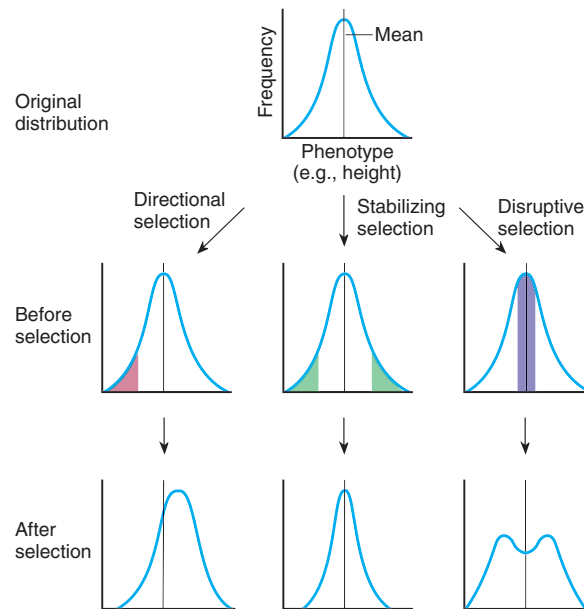 Frequency
Mean
Original
distribution
Phenotype
(e.g., height)
Directional
selection
Stabilizing
selection
Disruptive
selection
Before
selection
After
selection